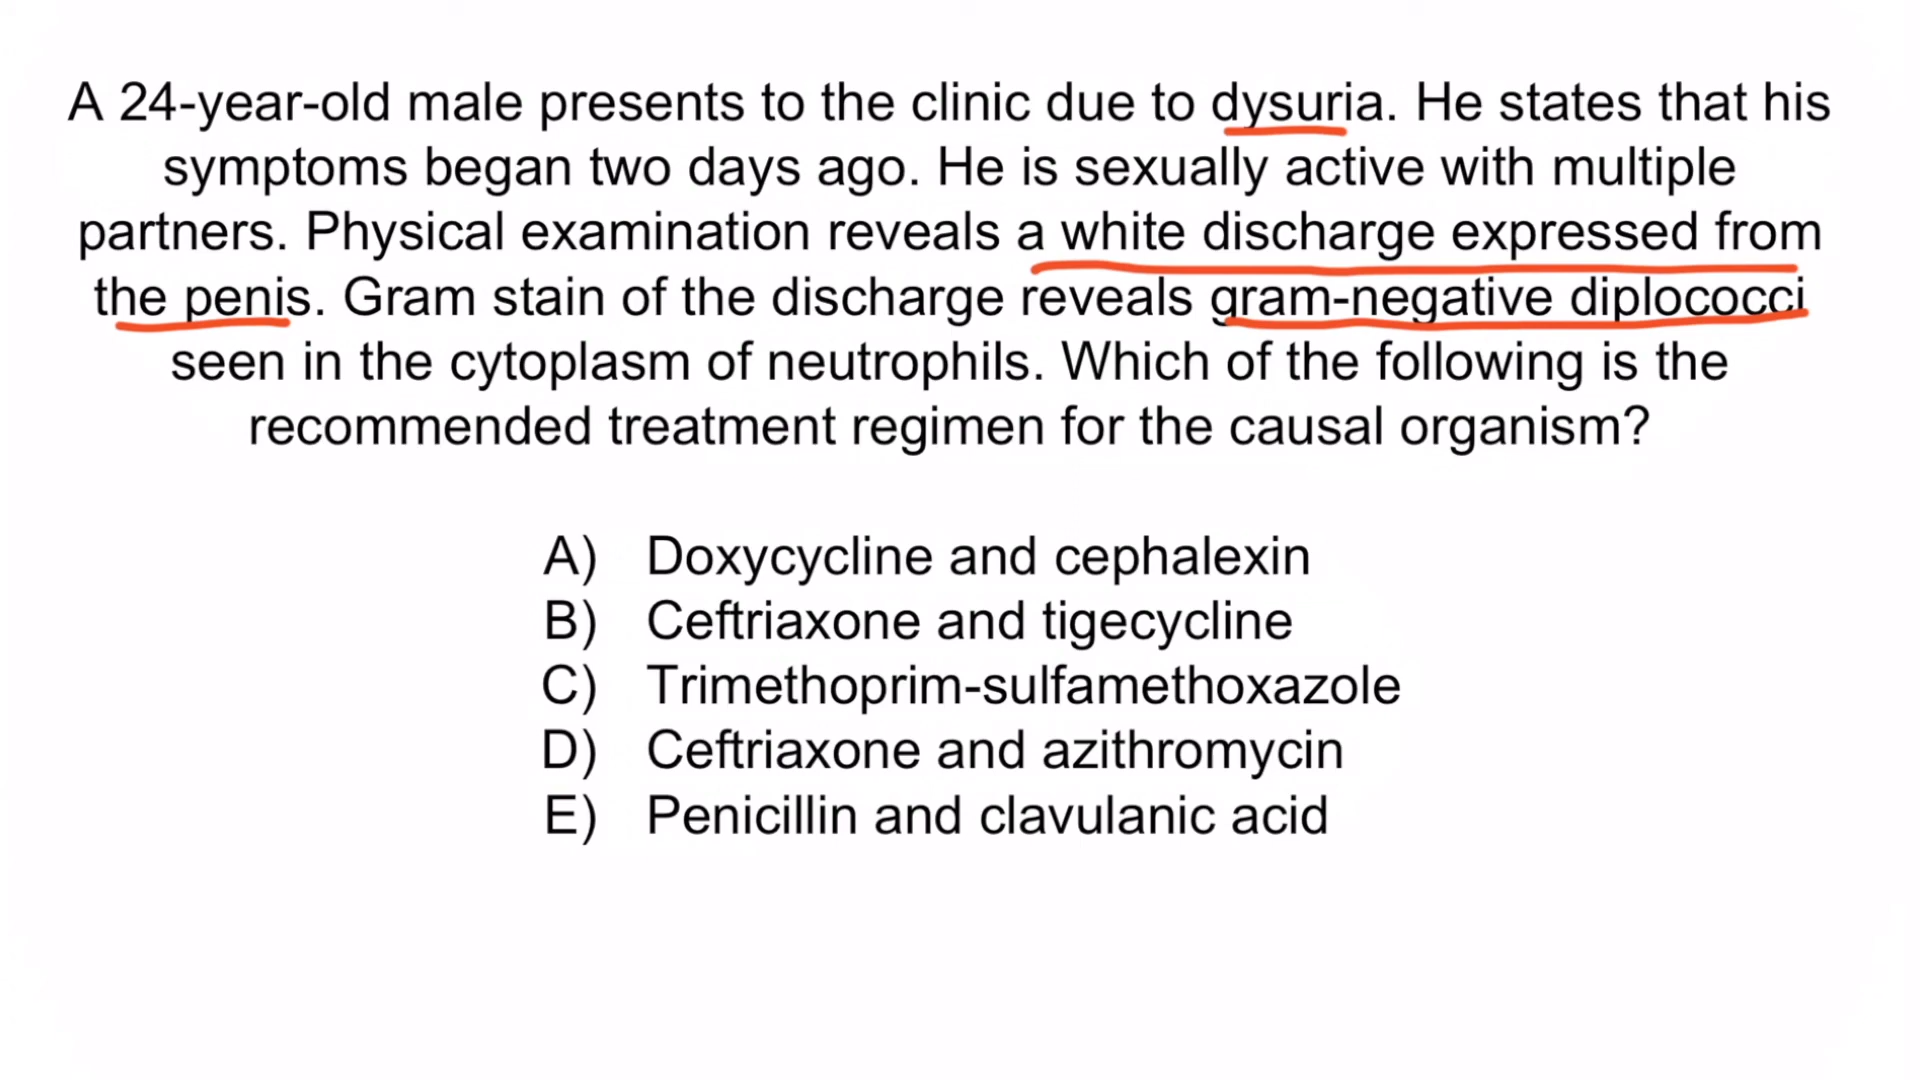 A 24-year-old male presents to the clinic due to dysuria. He states that his
symptoms began two days ago. He is sexually active with multiple
partners. Physical examination reveals a white discharge expressed from
the penis. Gram stain of the discharge reveals gram-negative diplococci
seen in the cytoplasm of neutrophils. Which of the following is the
recommended treatment regimen for the causal organism?
A) Doxycycline and cephalexin
B) Ceftriaxone and tigecycline
C) Trimethoprim-sulfamethoxazole
D) Ceftriaxone and azithromycin
E) Penicillin and clavulanic acid